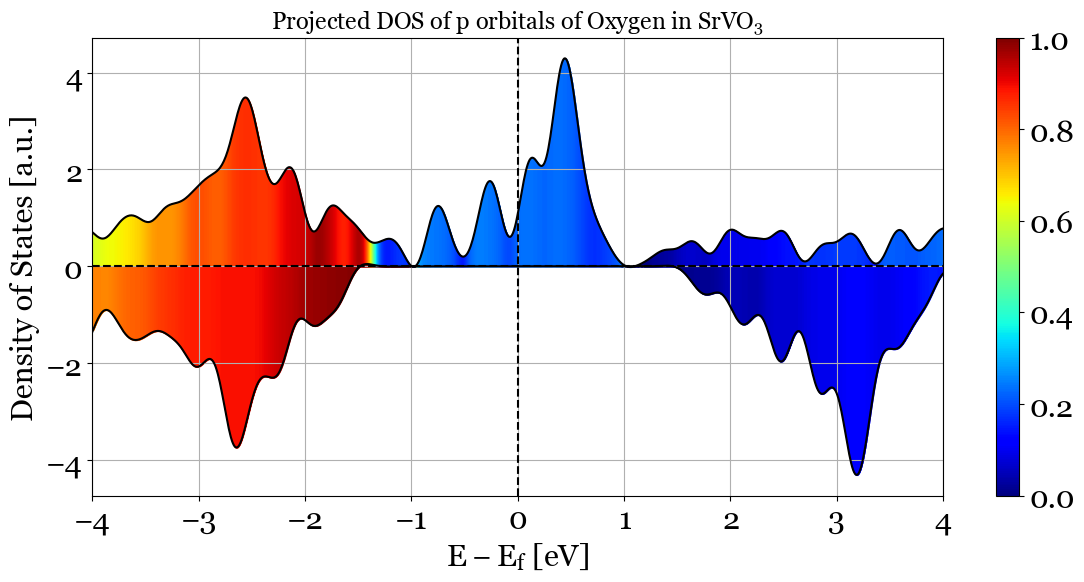 Projected DOS of p orbitals of Oxygen in SrVO₃
Density of States [a.u.]
4
2
0
−2
−4
−4 −3 −2 −1 0 1 2 3 4
E − E_f [eV]
1.0
0.8
0.6
0.4
0.2
0.0